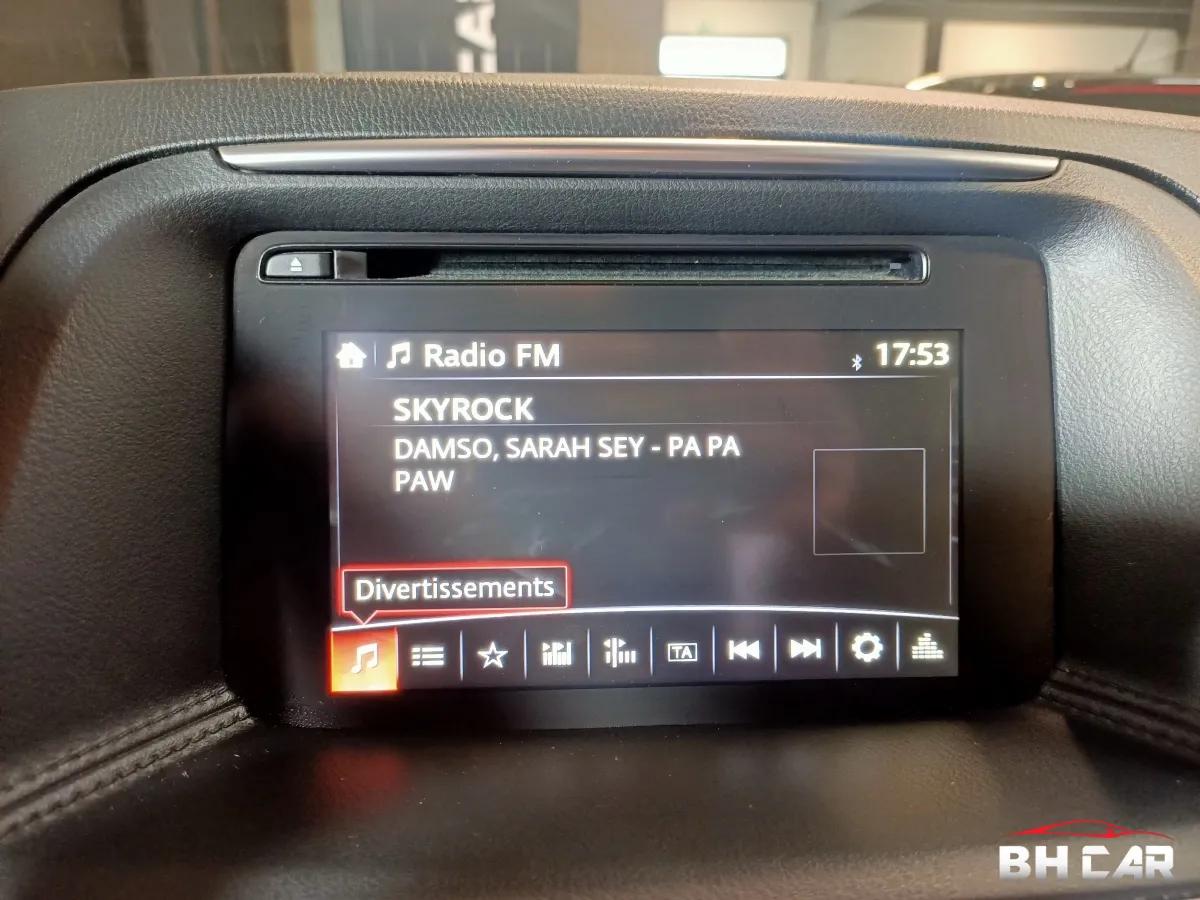 Radio FM
17:53
SKYROCK
DAMSO, SARAH SEY - PA PA
PAW
Divertissements
TA
BH CAR